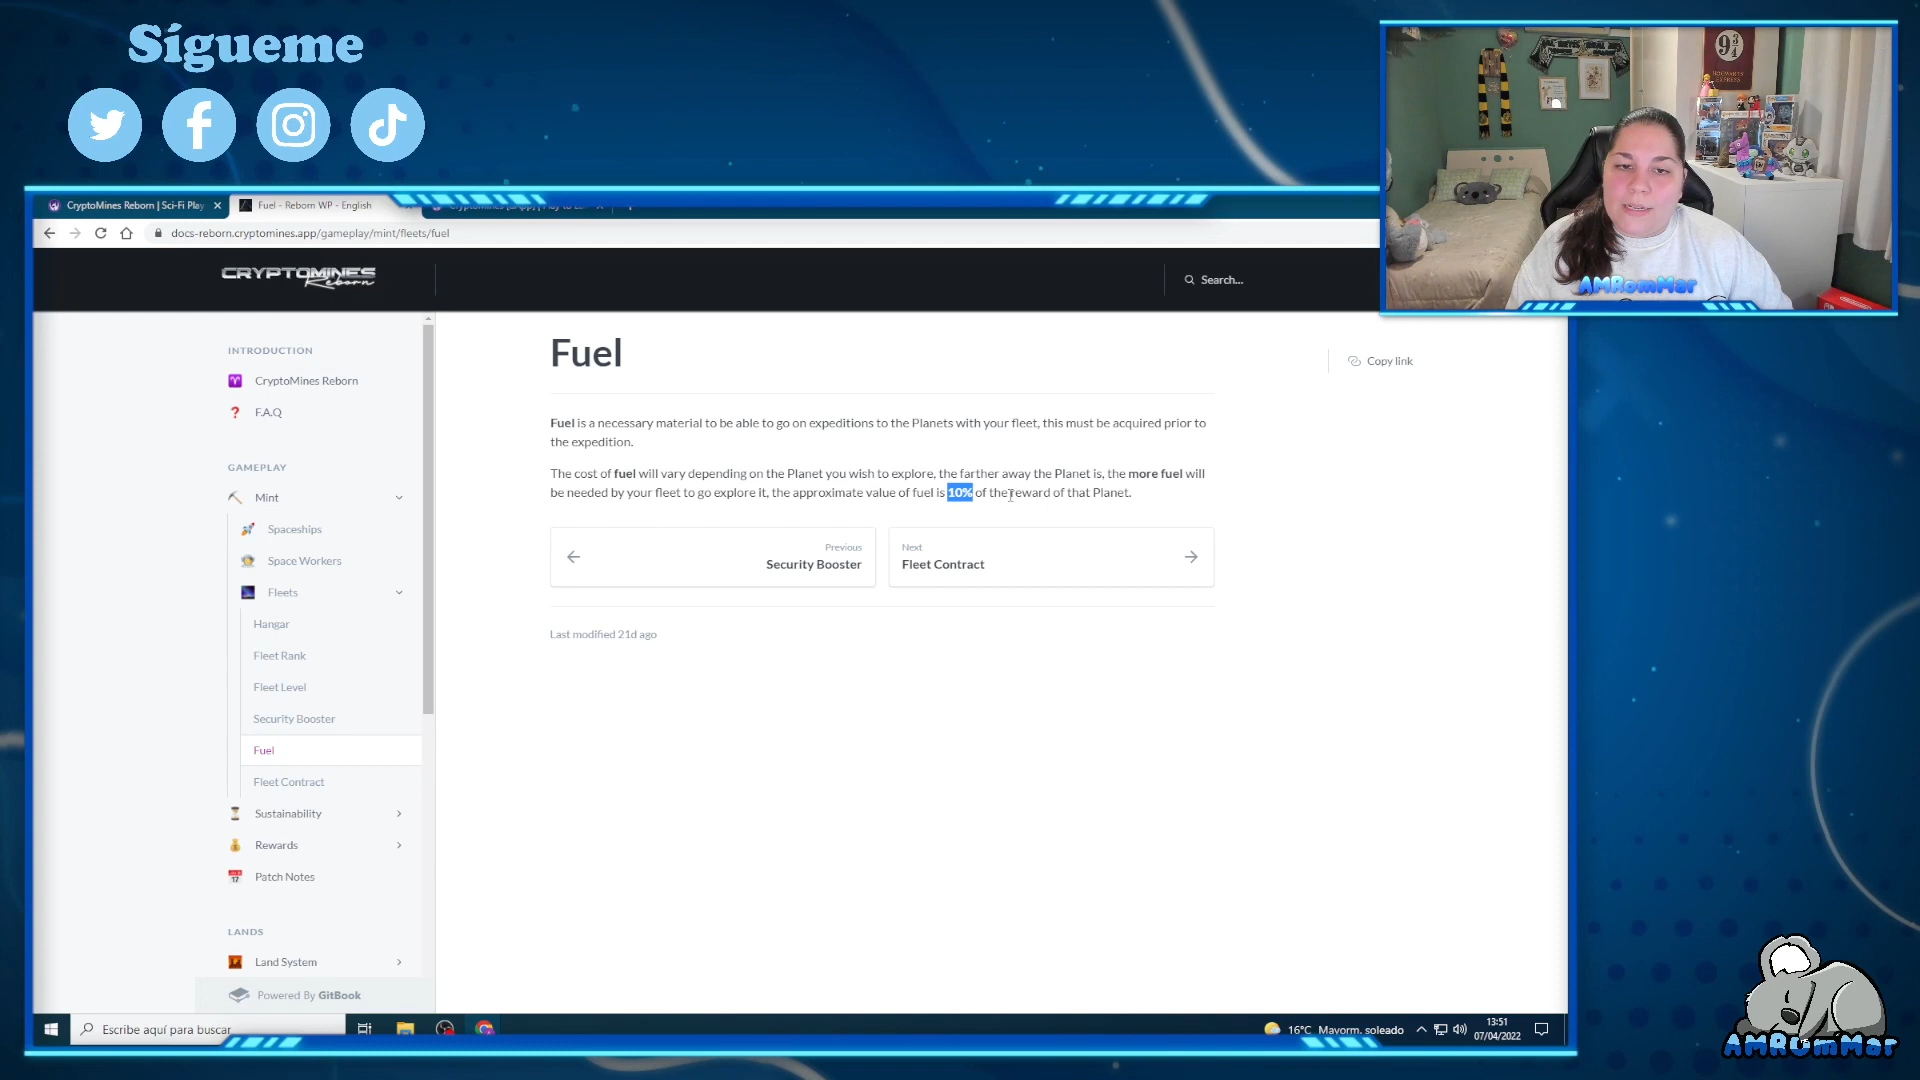 Sígueme
9¾
HOGWARTS
EXPRESS
AMRomMar
CryptoMines Reborn | Sci-Fi Play
Fuel - Reborn WP - English
docs-reborn.cryptomines.app/gameplay/mint/fleets/fuel
CRYPTOMINES
Reborn
Search...
INTRODUCTION
CryptoMines Reborn
F.A.Q
GAMEPLAY
Mint
Spaceships
Space Workers
Fleets
Hangar
Fleet Rank
Fleet Level
Security Booster
Fuel
Fleet Contract
Sustainability
Rewards
Patch Notes
LANDS
Land System
Powered By GitBook
Fuel
Copy link
Fuel is a necessary material to be able to go on expeditions to the Planets with your fleet, this must be acquired prior to
the expedition.
The cost of fuel will vary depending on the Planet you wish to explore, the farther away the Planet is, the more fuel will
be needed by your fleet to go explore it, the approximate value of fuel is 10% of the reward of that Planet.
Previous
Security Booster
Next
Fleet Contract
Last modified 21d ago
Escribe aquí para buscar
16°C Mayorm. soleado
13:51
07/04/2022
AMRomMar